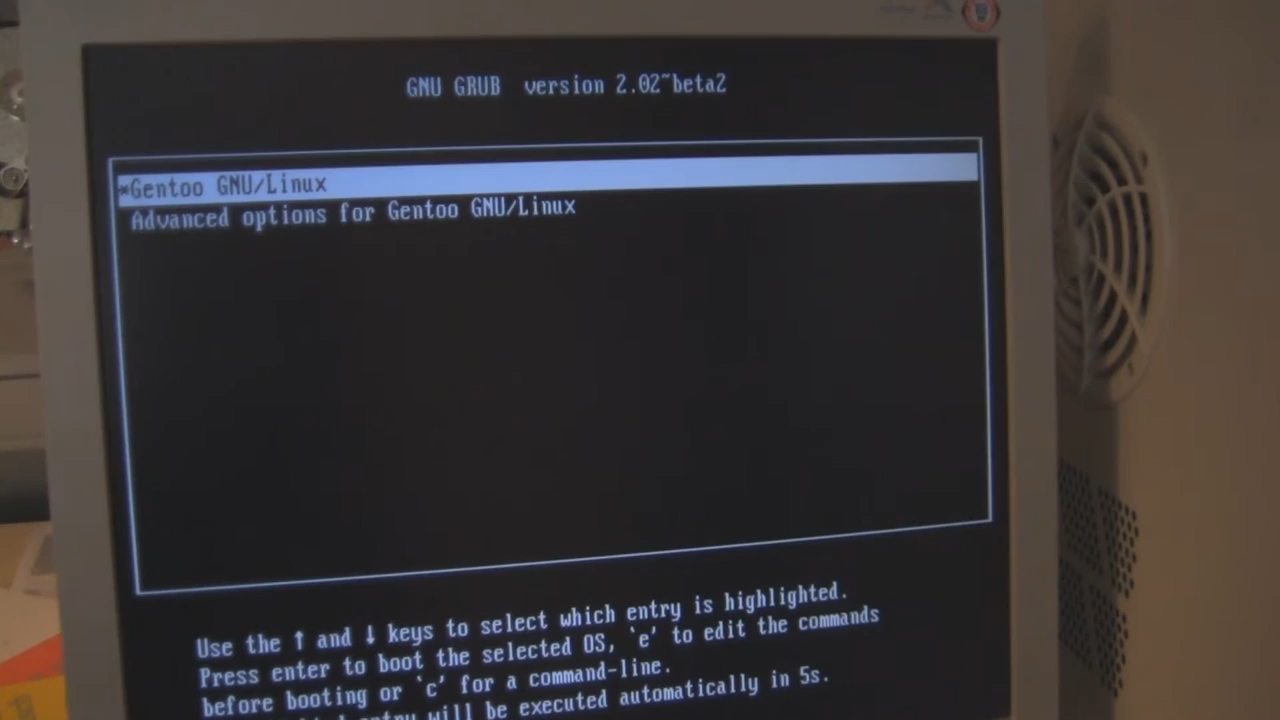 GNU GRUB version 2.02~beta2
*Gentoo GNU/Linux
Advanced options for Gentoo GNU/Linux
Use the ↑ and ↓ keys to select which entry is highlighted.
Press enter to boot the selected OS, `e' to edit the commands
before booting or `c' for a command-line.
entry will be executed automatically in 5s.